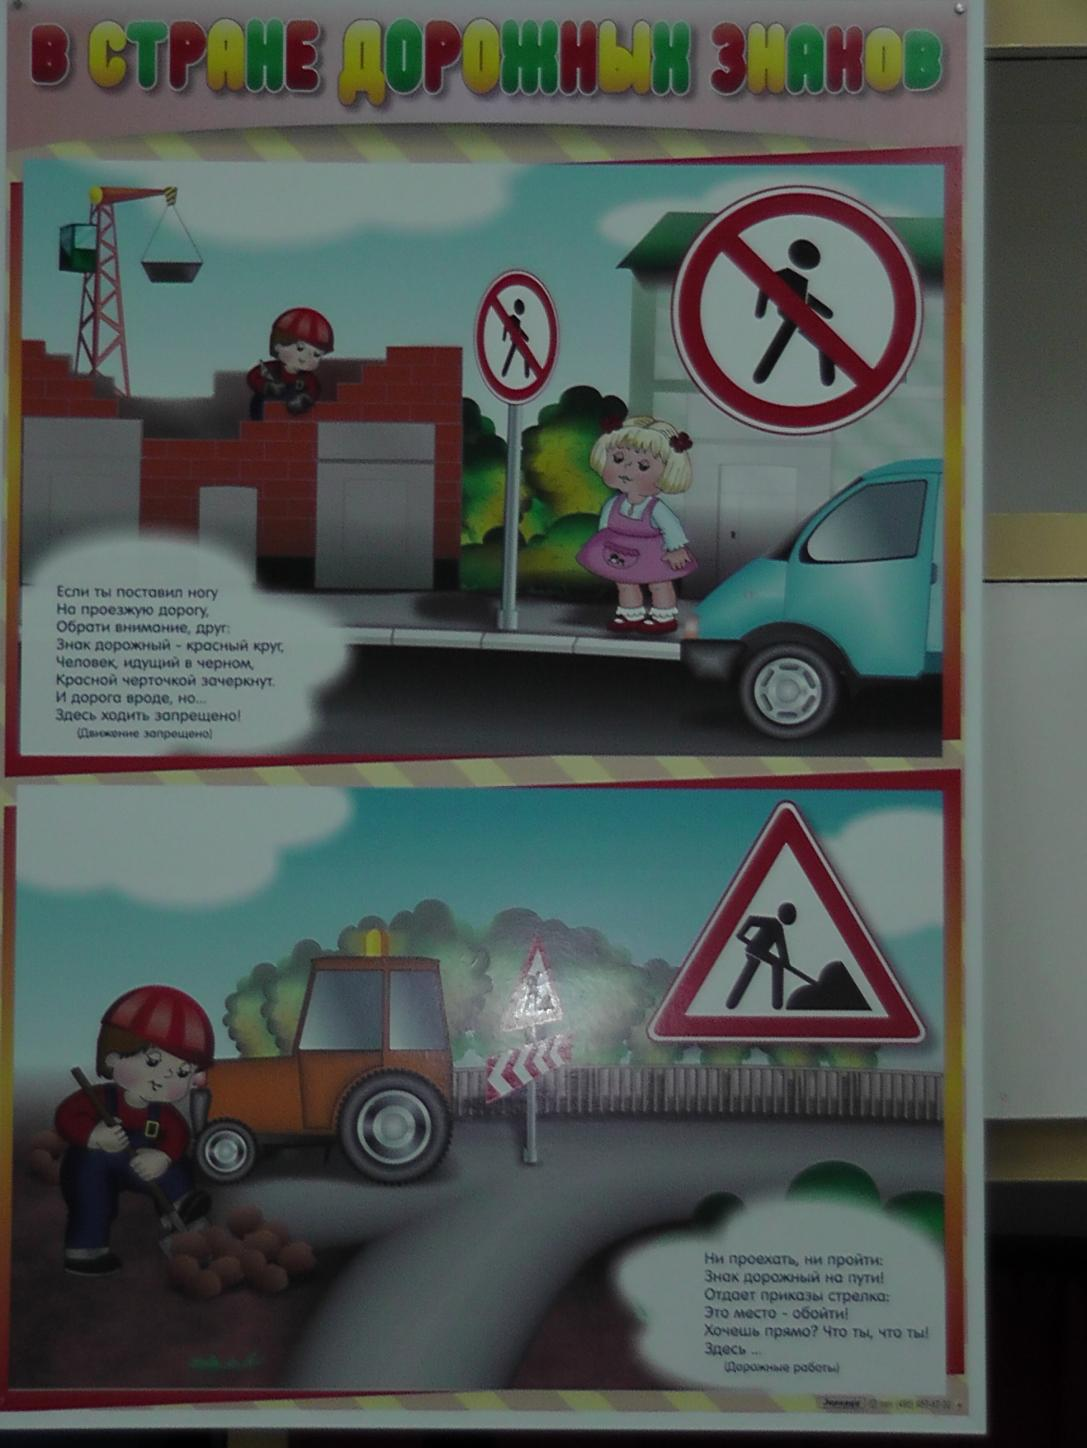 В СТРАНЕ ДОРОЖНЫХ ЗНАКОВ
Если ты поставил ногу
На проезжую дорогу,
Обрати внимание, друг:
Знак дорожный - красный круг,
Человек, идущий в черном,
Красной черточкой зачеркнут.
И дорога вроде, но...
Здесь ходить запрещено!
(Движение запрещено)
Ни проехать, ни пройти:
Знак дорожный на пути!
Отдает приказы стрелка:
Это место - обойти!
Хочешь прямо? Что ты, что ты!
Здесь ...
(Дорожные работы)